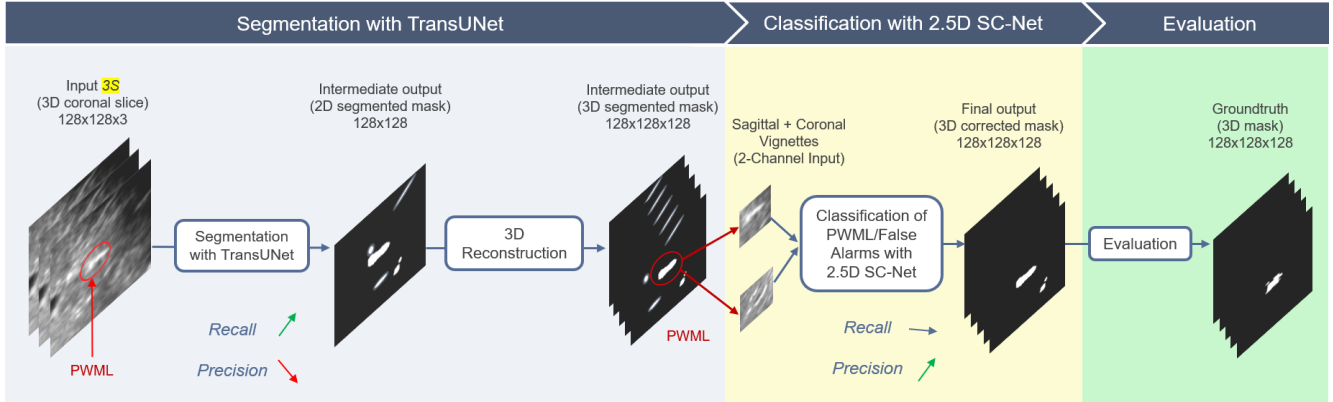 Segmentation with TransUNet
Classification with 2.5D SC-Net
Evaluation
Input 3S
(3D coronal slice)
128x128x3
PWML
Segmentation
with TransUNet
Recall
Precision
Intermediate output
(2D segmented mask)
128x128
3D
Reconstruction
Intermediate output
(3D segmented mask)
128x128x128
PWML
Sagittal + Coronal
Vignettes
(2-Channel Input)
Classification of
PWML/False
Alarms with
2.5D SC-Net
Recall
Precision
Final output
(3D corrected mask)
128x128x128
Evaluation
Groundtruth
(3D mask)
128x128x128